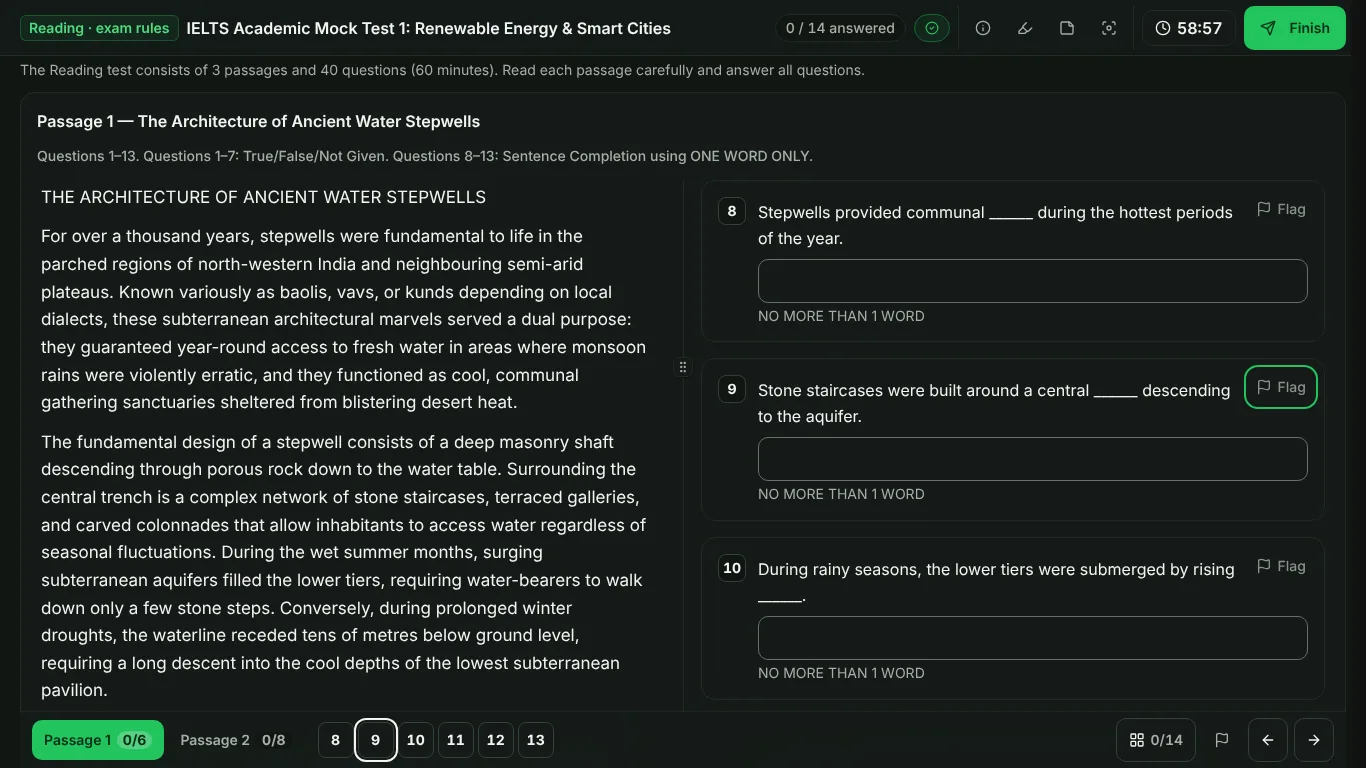 Reading · exam rules IELTS Academic Mock Test 1: Renewable Energy & Smart Cities 0 / 14 answered 58:57 Finish
The Reading test consists of 3 passages and 40 questions (60 minutes). Read each passage carefully and answer all questions.
Passage 1 — The Architecture of Ancient Water Stepwells
Questions 1–13. Questions 1–7: True/False/Not Given. Questions 8–13: Sentence Completion using ONE WORD ONLY.
THE ARCHITECTURE OF ANCIENT WATER STEPWELLS
For over a thousand years, stepwells were fundamental to life in the
parched regions of north-western India and neighbouring semi-arid
plateaus. Known variously as baolis, vavs, or kunds depending on local
dialects, these subterranean architectural marvels served a dual purpose:
they guaranteed year-round access to fresh water in areas where monsoon
rains were violently erratic, and they functioned as cool, communal
gathering sanctuaries sheltered from blistering desert heat.
The fundamental design of a stepwell consists of a deep masonry shaft
descending through porous rock down to the water table. Surrounding the
central trench is a complex network of stone staircases, terraced galleries,
and carved colonnades that allow inhabitants to access water regardless of
seasonal fluctuations. During the wet summer months, surging
subterranean aquifers filled the lower tiers, requiring water-bearers to walk
down only a few stone steps. Conversely, during prolonged winter
droughts, the waterline receded tens of metres below ground level,
requiring a long descent into the cool depths of the lowest subterranean
pavilion.
8 Stepwells provided communal _____ during the hottest periods Flag
of the year.
NO MORE THAN 1 WORD
9 Stone staircases were built around a central _____ descending Flag
to the aquifer.
NO MORE THAN 1 WORD
10 During rainy seasons, the lower tiers were submerged by rising Flag
_____.
NO MORE THAN 1 WORD
Passage 1 0/6 Passage 2 0/8 8 9 10 11 12 13 0/14